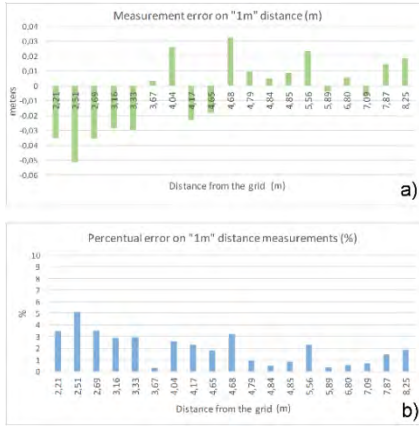 Measurement error on "1m" distance (m)
0,04
0,03
0,02
0,01
0
-0,01
-0,02
-0,03
-0,04
-0,05
-0,06
meters
2,21 2,51 2,69 3,16 3,33 3,67 4,04 4,17 4,65 4,68 4,79 4,84 4,85 5,56 5,89 6,80 7,09 7,87 8,25
Distance from the grid (m)
a)
Percentual error on "1m" distance measurements (%)
10
9
8
7
6
5
4
3
2
1
0
%
2,21 2,51 2,69 3,16 3,33 3,67 4,04 4,17 4,65 4,68 4,79 4,84 4,85 5,56 5,89 6,80 7,09 7,87 8,25
Distance from the grid (m)
b)